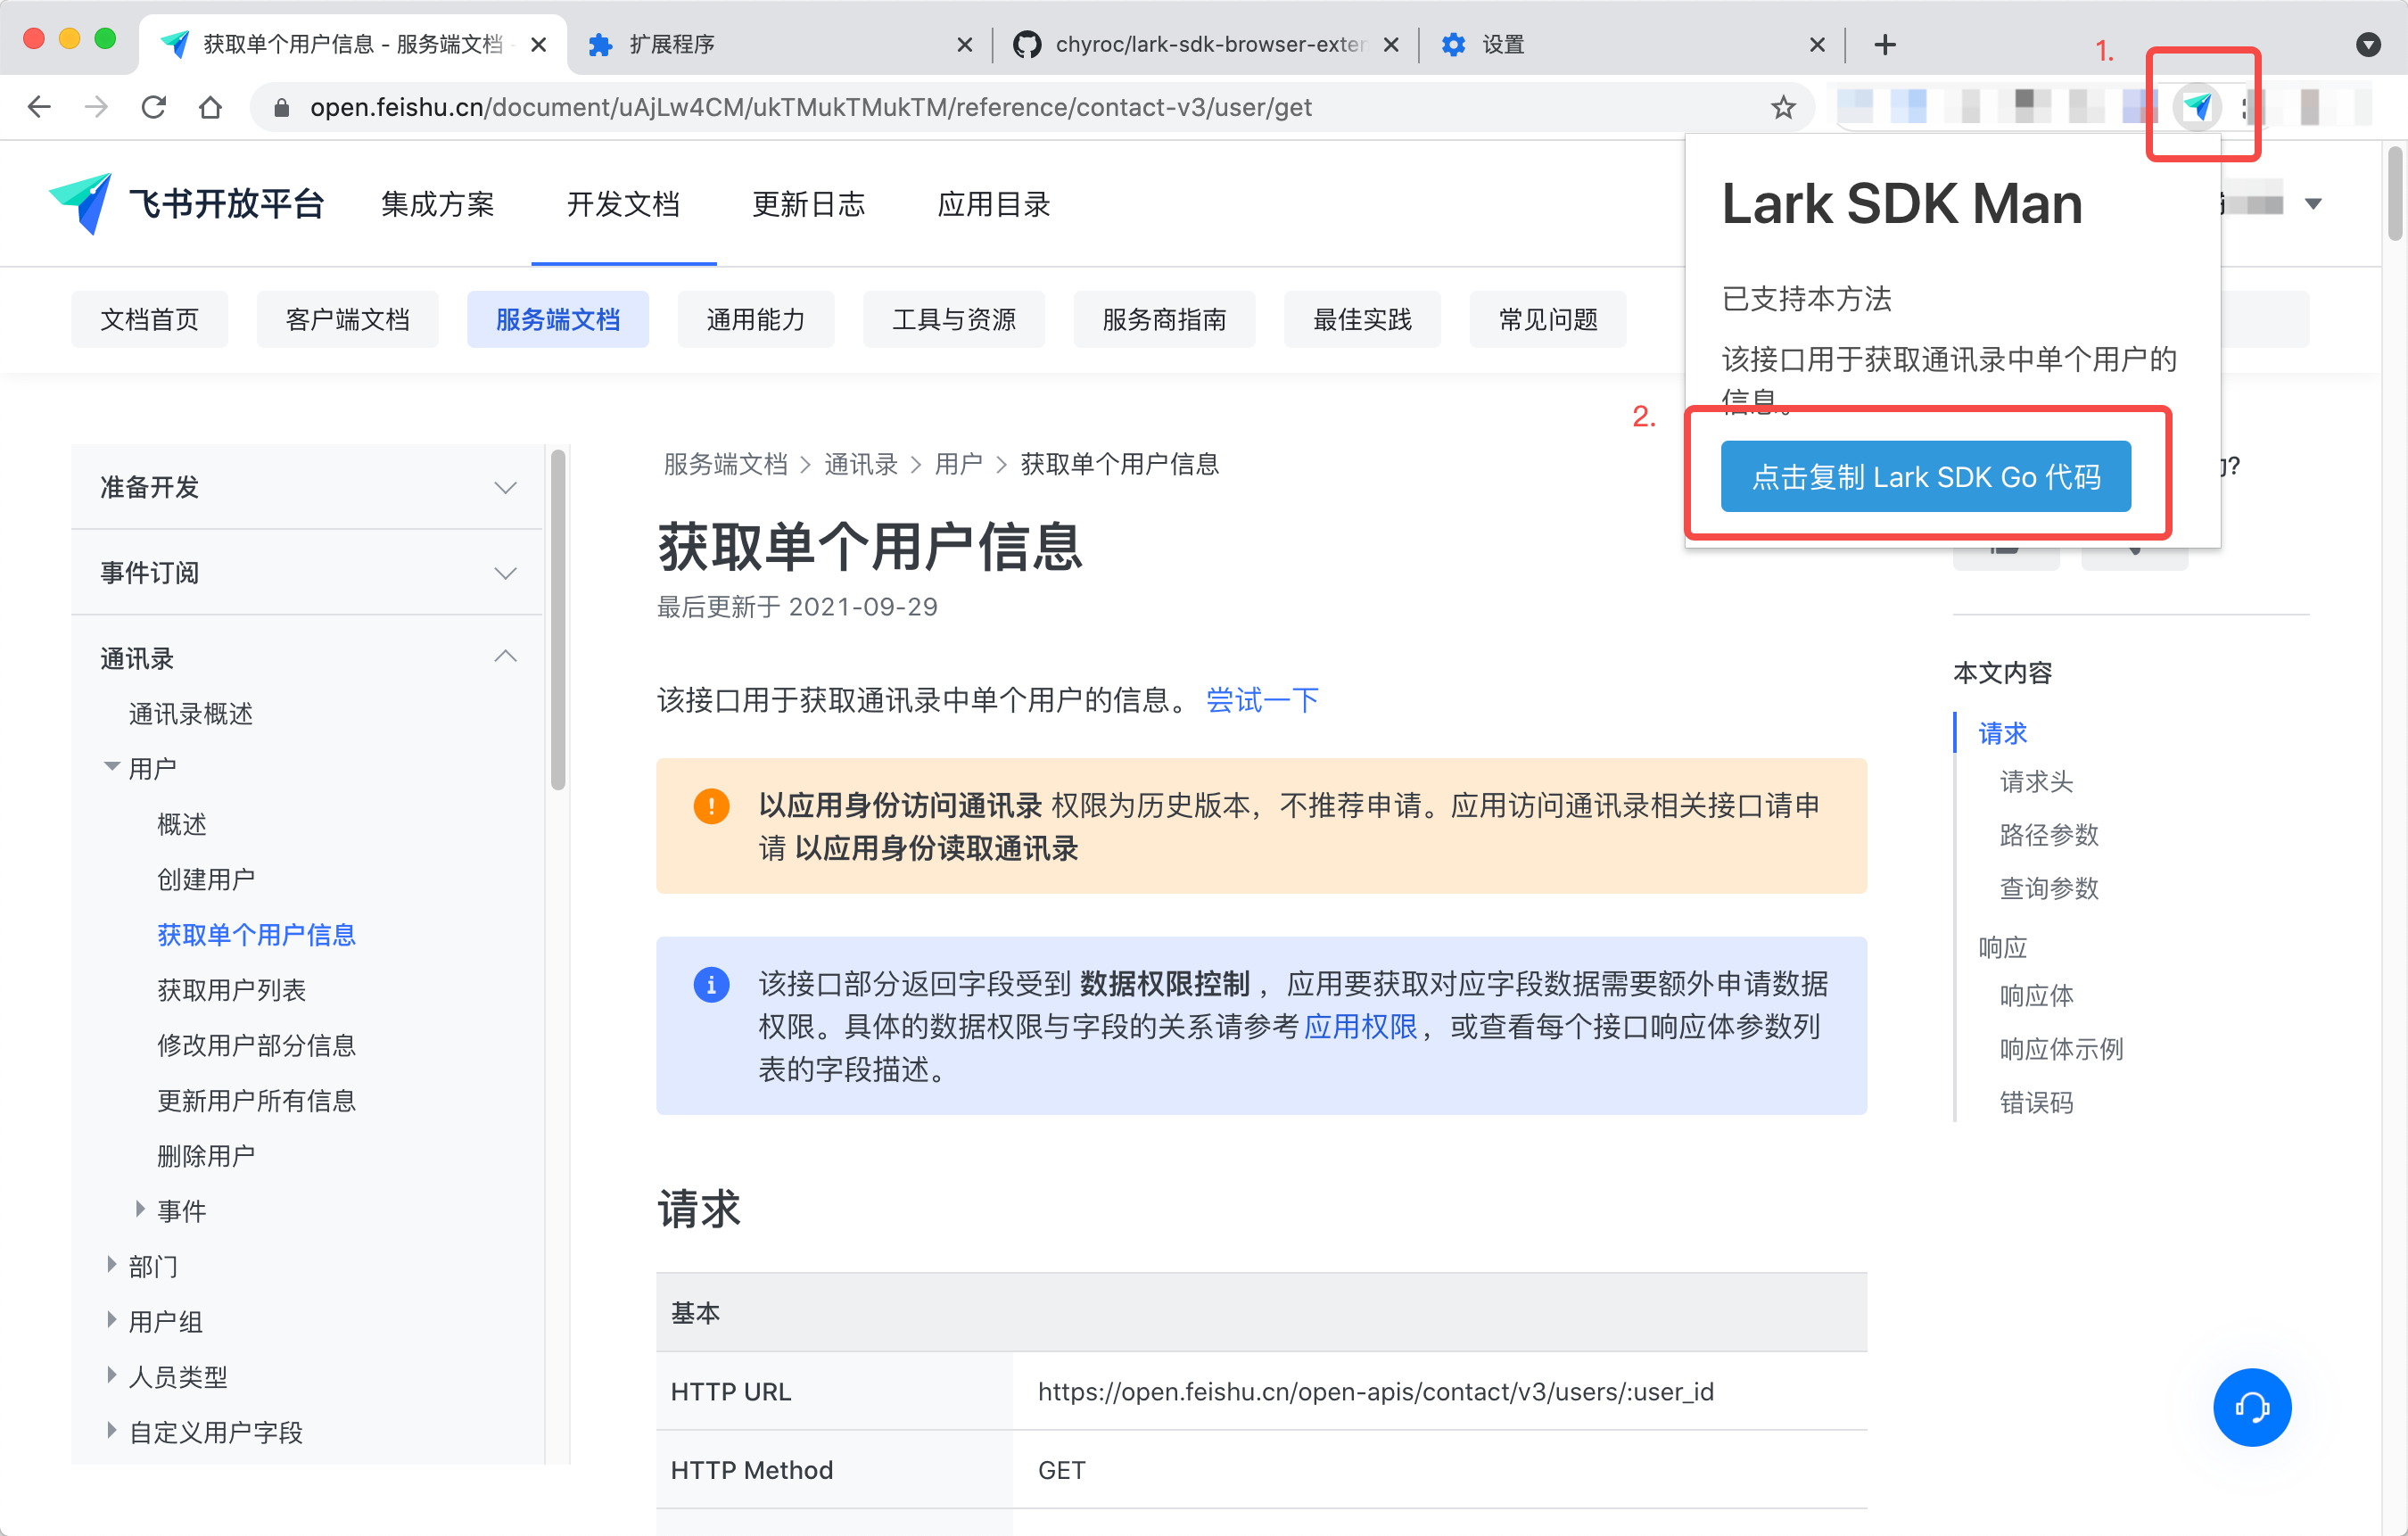 获取单个用户信息 - 服务端文档
扩展程序
chyroc/lark-sdk-browser-exter
设置
1.
open.feishu.cn/document/uAjLw4CM/ukTMukTMukTM/reference/contact-v3/user/get
飞书开放平台
集成方案
开发文档
更新日志
应用目录
Lark SDK Man
已支持本方法
该接口用于获取通讯录中单个用户的
信息。
2.
点击复制 Lark SDK Go 代码
文档首页
客户端文档
服务端文档
通用能力
工具与资源
服务商指南
最佳实践
常见问题
准备开发
事件订阅
通讯录
通讯录概述
用户
概述
创建用户
获取单个用户信息
获取用户列表
修改用户部分信息
更新用户所有信息
删除用户
事件
部门
用户组
人员类型
自定义用户字段
服务端文档 > 通讯录 > 用户 > 获取单个用户信息
获取单个用户信息
最后更新于 2021-09-29
该接口用于获取通讯录中单个用户的信息。 尝试一下
以应用身份访问通讯录 权限为历史版本，不推荐申请。应用访问通讯录相关接口请申
请 以应用身份读取通讯录
该接口部分返回字段受到 数据权限控制 ，应用要获取对应字段数据需要额外申请数据
权限。具体的数据权限与字段的关系请参考应用权限，或查看每个接口响应体参数列
表的字段描述。
请求
基本
HTTP URL
https://open.feishu.cn/open-apis/contact/v3/users/:user_id
HTTP Method
GET
?
本文内容
请求
请求头
路径参数
查询参数
响应
响应体
响应体示例
错误码